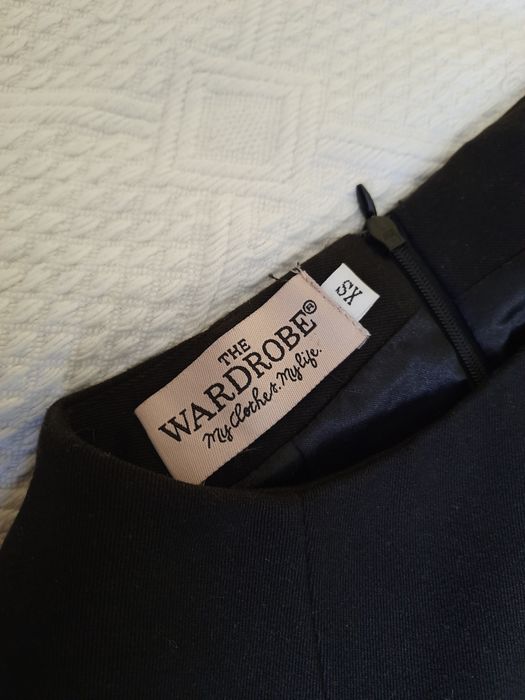 THE
WARDROBE®
My Clothes. My life.
XS